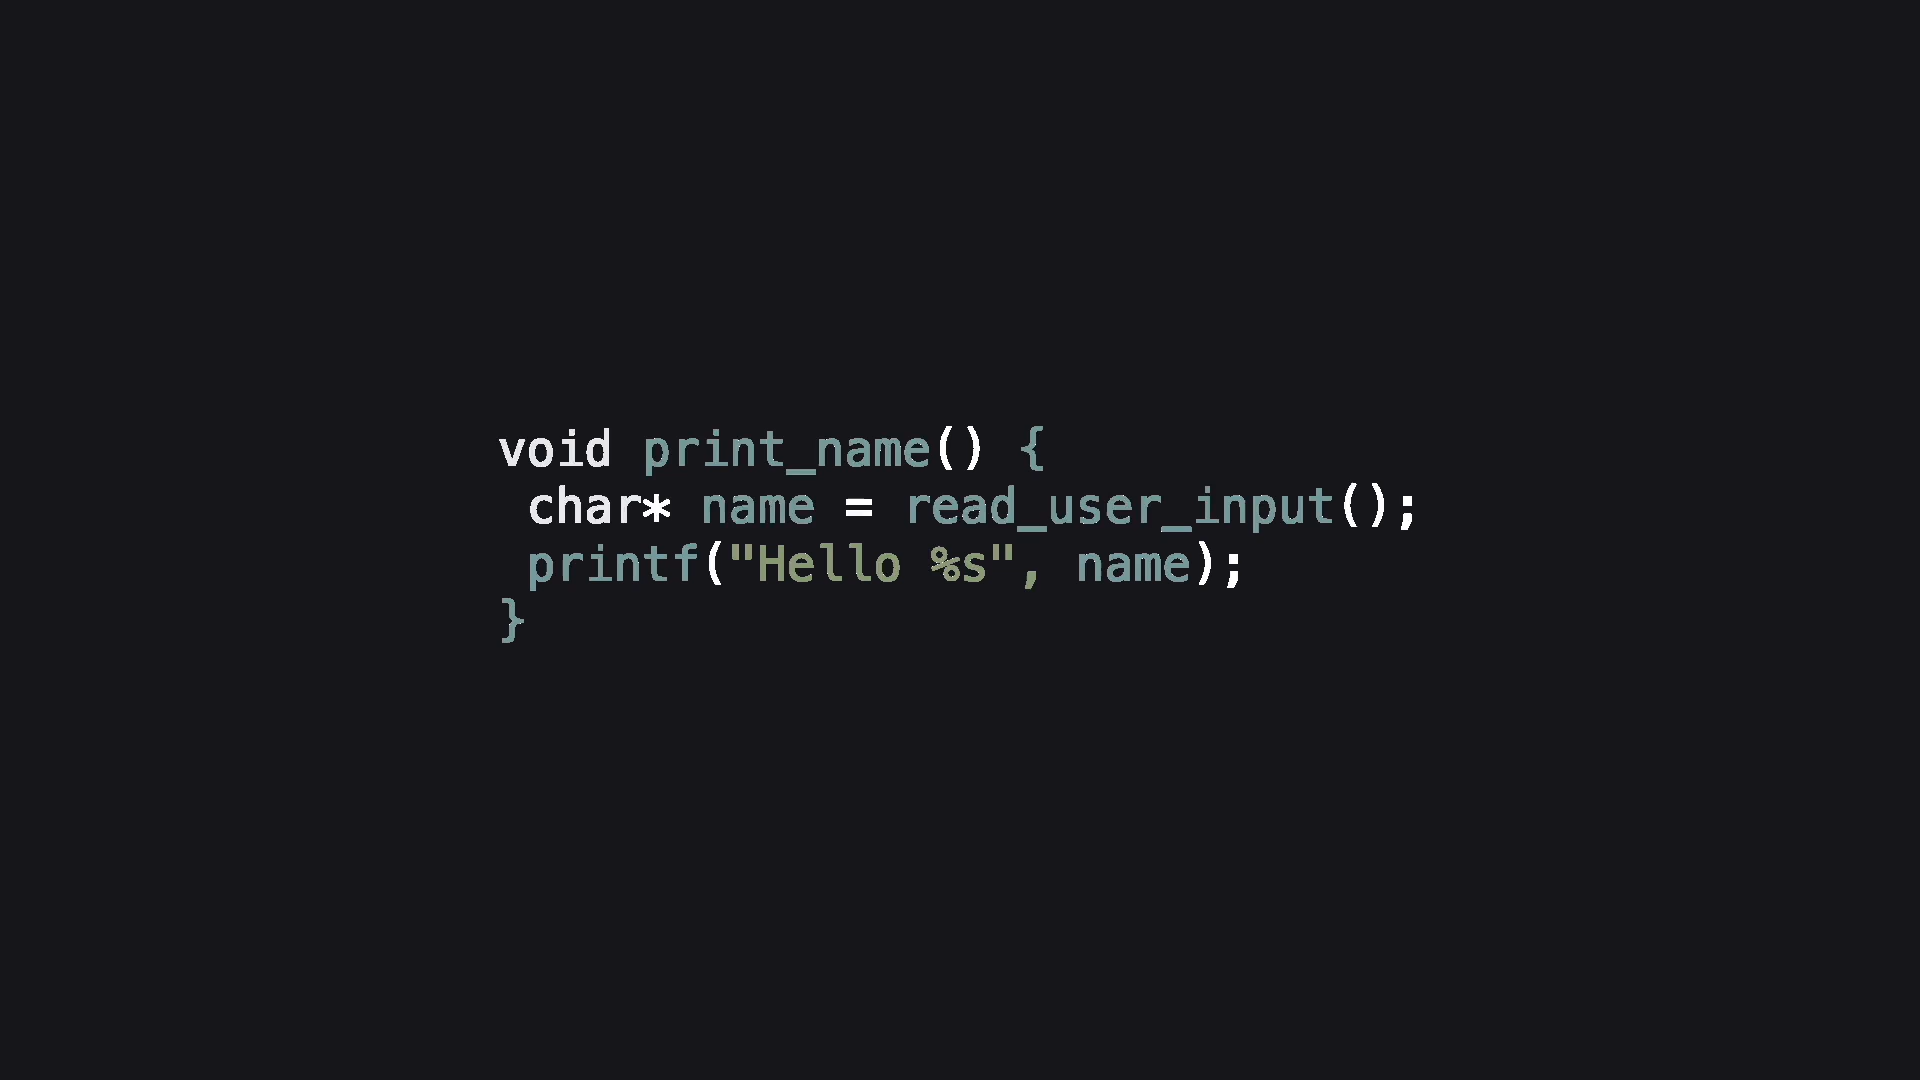 void print_name() {
 char* name = read_user_input();
 printf("Hello %s", name);
}